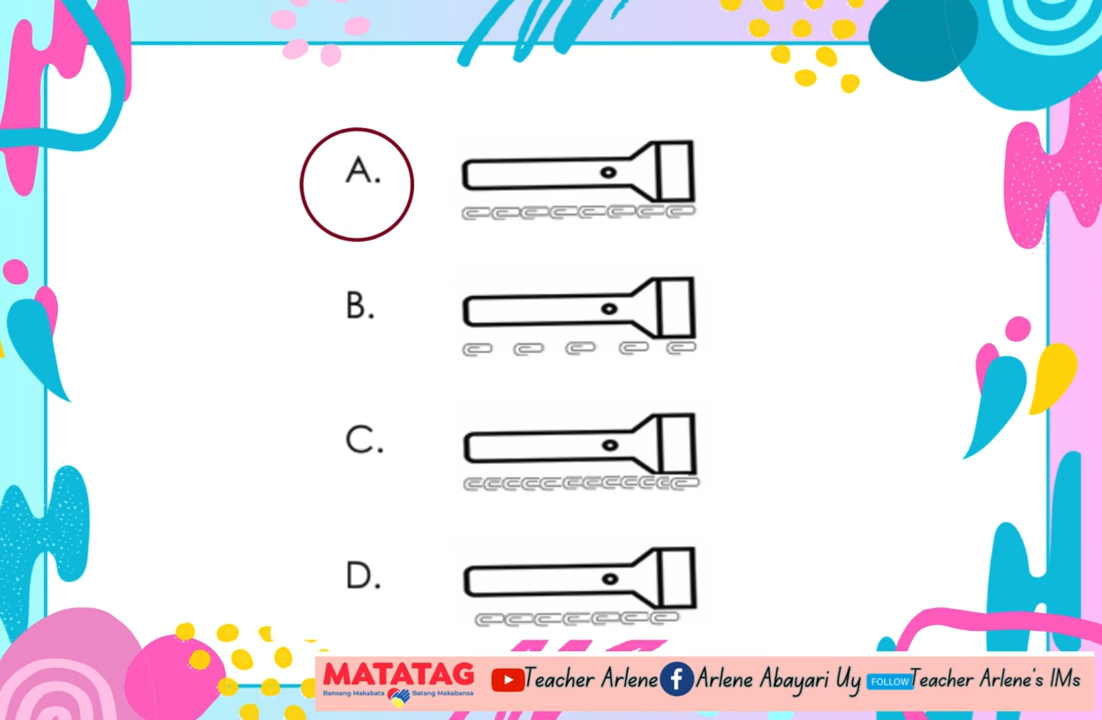 A.
B.
C.
D.
MATATAG
Bansang Makabata Batang Makabansa
Teacher Arlene
Arlene Abayari Uy
FOLLOW
Teacher Arlene's IMs